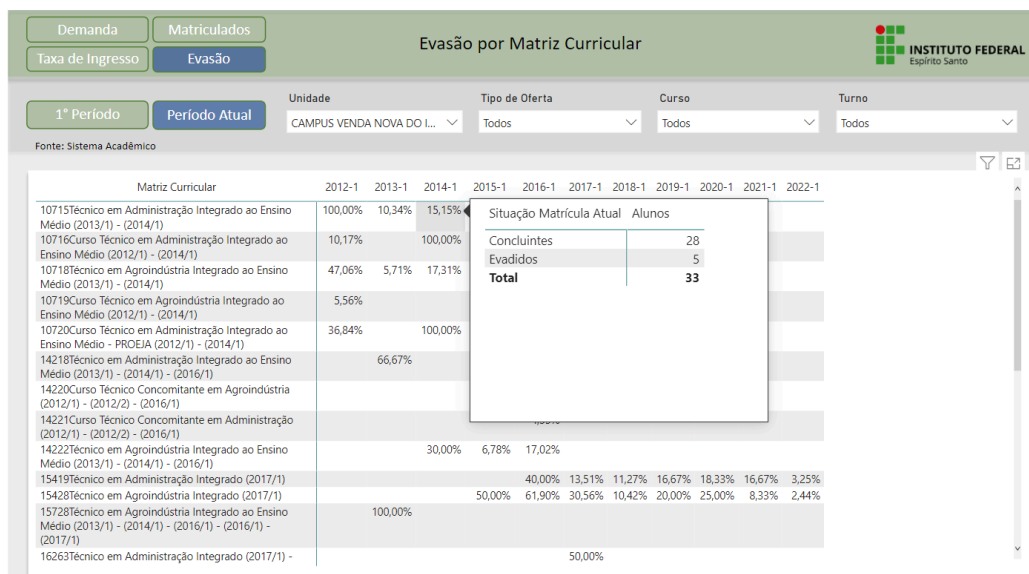 Demanda
Matriculados
Taxa de Ingresso
Evasão
Evasão por Matriz Curricular
INSTITUTO FEDERAL
Espírito Santo
1° Período
Período Atual
Unidade
CAMPUS VENDA NOVA DO I...
Tipo de Oferta
Todos
Curso
Todos
Turno
Todos
Fonte: Sistema Acadêmico
Matriz Curricular 2012-1 2013-1 2014-1 2015-1 2016-1 2017-1 2018-1 2019-1 2020-1 2021-1 2022-1
10715Técnico em Administração Integrado ao Ensino 100,00% 10,34% 15,15%
Médio (2013/1) - (2014/1)
10716Curso Técnico em Administração Integrado ao 10,17% 100,00%
Ensino Médio (2012/1) - (2014/1)
10718Técnico em Agroindústria Integrado ao Ensino 47,06% 5,71% 17,31%
Médio (2013/1) - (2014/1)
10719Curso Técnico em Agroindústria Integrado ao 5,56%
Ensino Médio (2012/1) - (2014/1)
10720Curso Técnico em Administração Integrado ao 36,84% 100,00%
Ensino Médio - PROEJA (2012/1) - (2014/1)
14218Técnico em Administração Integrado ao Ensino 66,67%
Médio (2013/1) - (2014/1) - (2016/1)
14220Curso Técnico Concomitante em Agroindústria
(2012/1) - (2012/2) - (2016/1)
14221Curso Técnico Concomitante em Administração
(2012/1) - (2012/2) - (2016/1)
14222Técnico em Agroindústria Integrado ao Ensino 30,00% 6,78% 17,02%
Médio (2013/1) - (2014/1) - (2016/1)
15419Técnico em Administração Integrado (2017/1) 40,00% 13,51% 11,27% 16,67% 18,33% 16,67% 3,25%
15428Técnico em Agroindústria Integrado (2017/1) 50,00% 61,90% 30,56% 10,42% 20,00% 25,00% 8,33% 2,44%
15728Técnico em Agroindústria Integrado ao Ensino 100,00%
Médio (2013/1) - (2014/1) - (2016/1) - (2016/1) -
(2017/1)
16263Técnico em Administração Integrado (2017/1) - 50,00%
Situação Matrícula Atual Alunos
Concluintes 28
Evadidos 5
Total 33